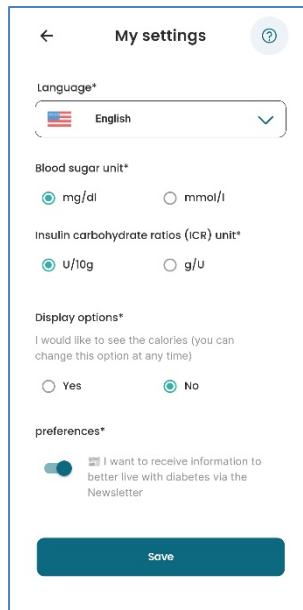 My settings
Language*
English
Blood sugar unit*
mg/dl mmol/l
Insulin carbohydrate ratios (ICR) unit*
U/10g g/U
Display options*
I would like to see the calories (you can
change this option at any time)
Yes No
preferences*
I want to receive information to
better live with diabetes via the
Newsletter
Save